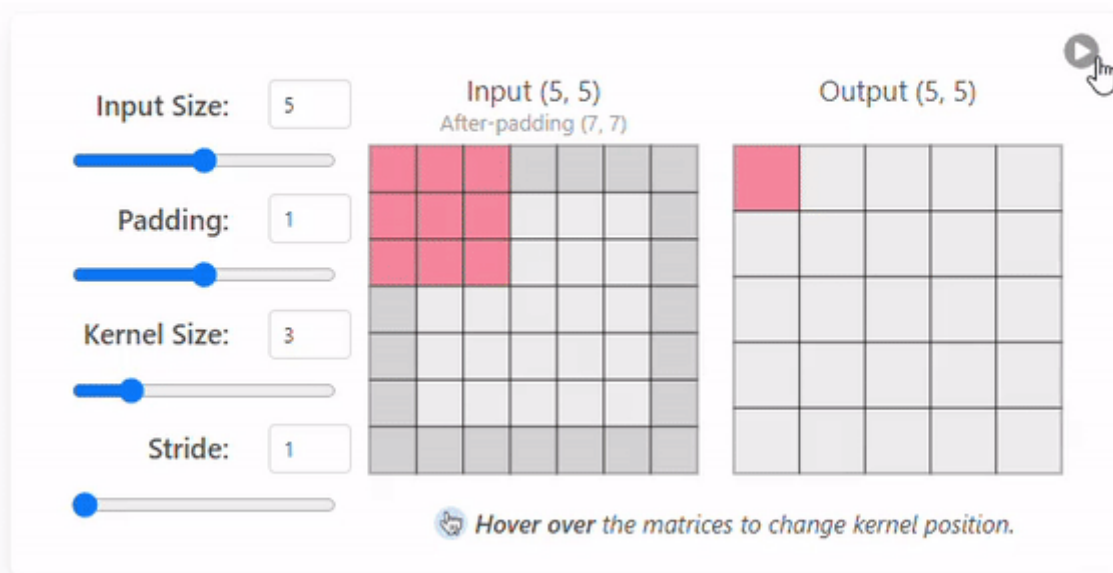 Input Size:
5
Padding:
1
Kernel Size:
3
Stride:
1
Input (5, 5)
After-padding (7, 7)
Output (5, 5)
Hover over the matrices to change kernel position.